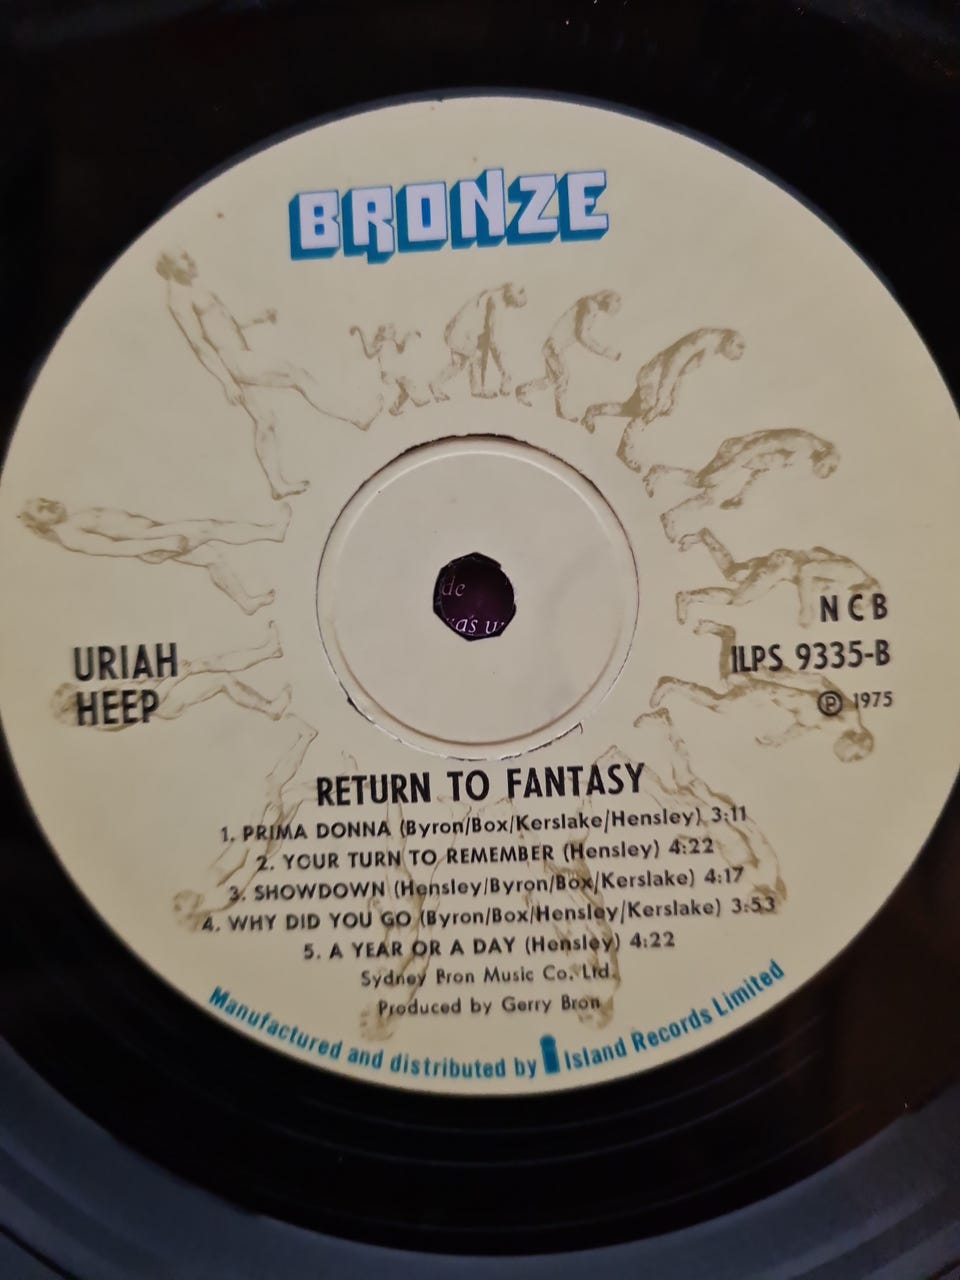 BRONZE
de
as u
NCB
ILPS 9335-B
Ⓟ 1975
URIAH
HEEP
RETURN TO FANTASY
1. PRIMA DONNA (Byron/Box/Kerslake/Hensley) 3:11
2. YOUR TURN TO REMEMBER (Hensley) 4:22
3. SHOWDOWN (Hensley/Byron/Box/Kerslake) 4:17
4. WHY DID YOU GO (Byron/Box/Hensley/Kerslake) 3:53
5. A YEAR OR A DAY (Hensley) 4:22
Sydney Bron Music Co. Ltd.
Produced by Gerry Bron
Manufactured and distributed by i Island Records Limited